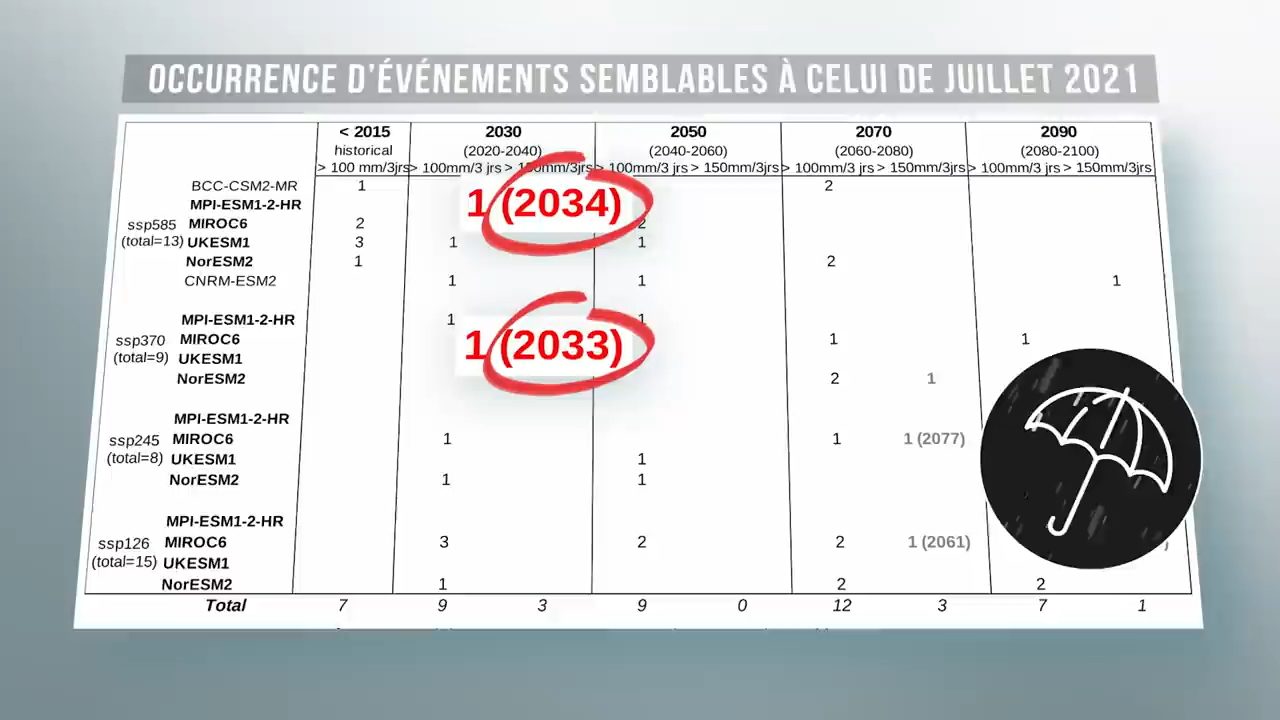 OCCURRENCE D'ÉVÉNEMENTS SEMBLABLES À CELUI DE JUILLET 2021
< 2015 2030 2050 2070 2090
historical (2020-2040) (2040-2060) (2060-2080) (2080-2100)
> 100 mm/3jrs > 100mm/3 jrs > 150mm/3jrs > 100mm/3 jrs > 150mm/3jrs > 100mm/3 jrs > 150mm/3jrs > 100mm/3 jrs > 150mm/3jrs
BCC-CSM2-MR 1 2
MPI-ESM1-2-HR 1 (2034)
ssp585 MIROC6 2 2
(total=13) UKESM1 3 1 1
NorESM2 1 2
CNRM-ESM2 1 1 1
MPI-ESM1-2-HR 1 1
ssp370 MIROC6 1 (2033) 1 1
(total=9) UKESM1
NorESM2 2 1
MPI-ESM1-2-HR
ssp245 MIROC6 1 1 1 (2077)
(total=8) UKESM1 1
NorESM2 1 1
MPI-ESM1-2-HR
ssp126 MIROC6 3 2 2 1 (2061)
(total=15) UKESM1
NorESM2 1 2 2
Total 7 9 3 9 0 12 3 7 1